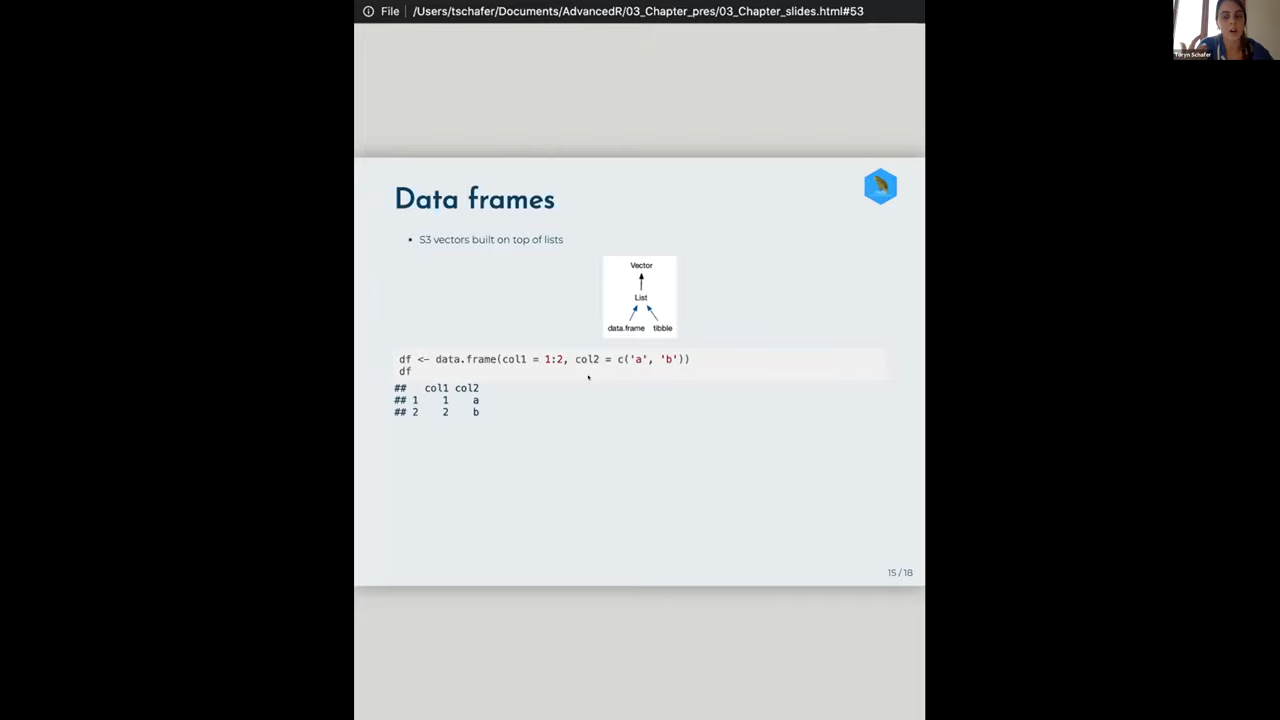 File /Users/tschafer/Documents/AdvancedR/03_Chapter_pres/03_Chapter_slides.html#53
Toryn Schafer
Data frames
• S3 vectors built on top of lists
Vector
List
data.frame tibble
df <- data.frame(col1 = 1:2, col2 = c('a', 'b'))
df
##   col1 col2
## 1    1    a
## 2    2    b
15 / 18